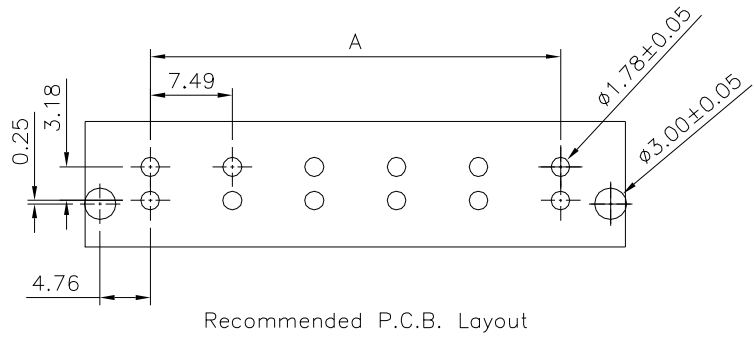 A
7.49
3.18
0.25
ø1.78±0.05
ø3.00±0.05
4.76
Recommended P.C.B. Layout